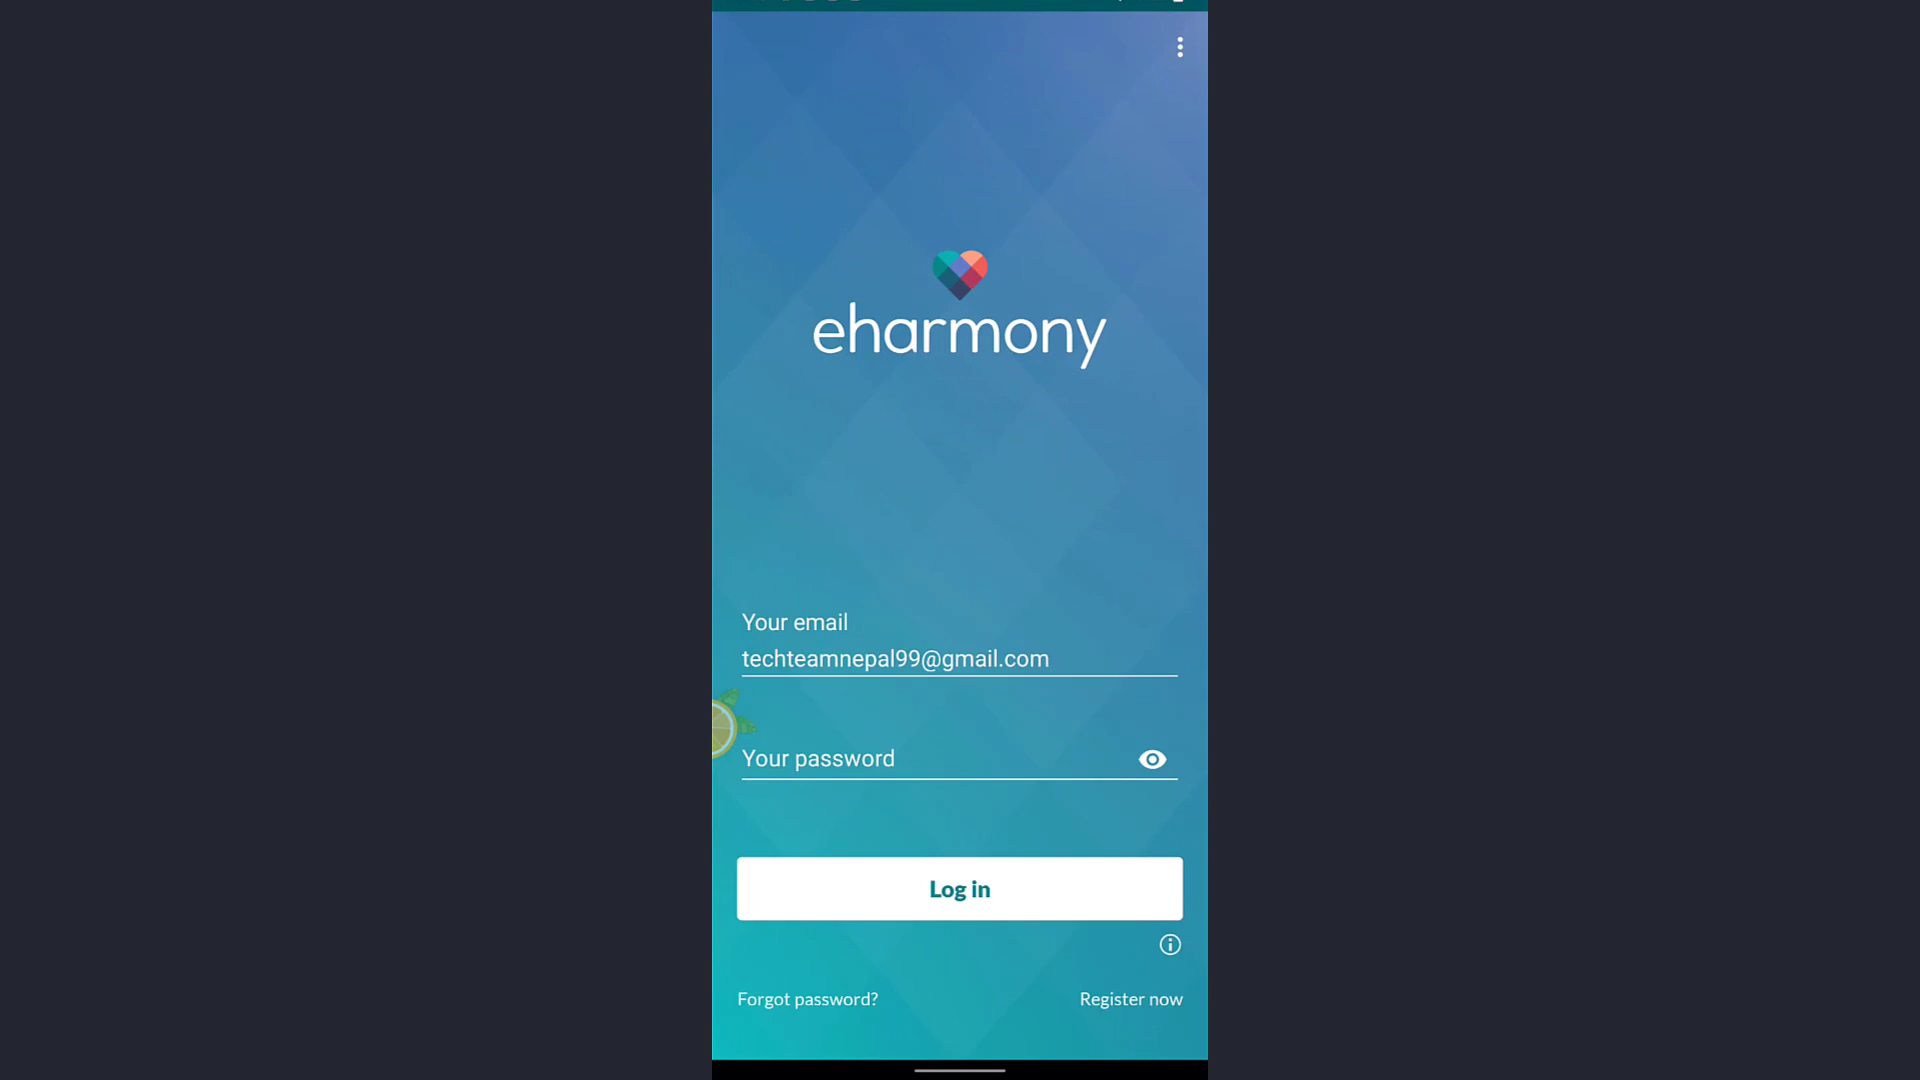 eharmony
Your email
techteamnepal99@gmail.com
Your password
Log in
Forgot password?
Register now